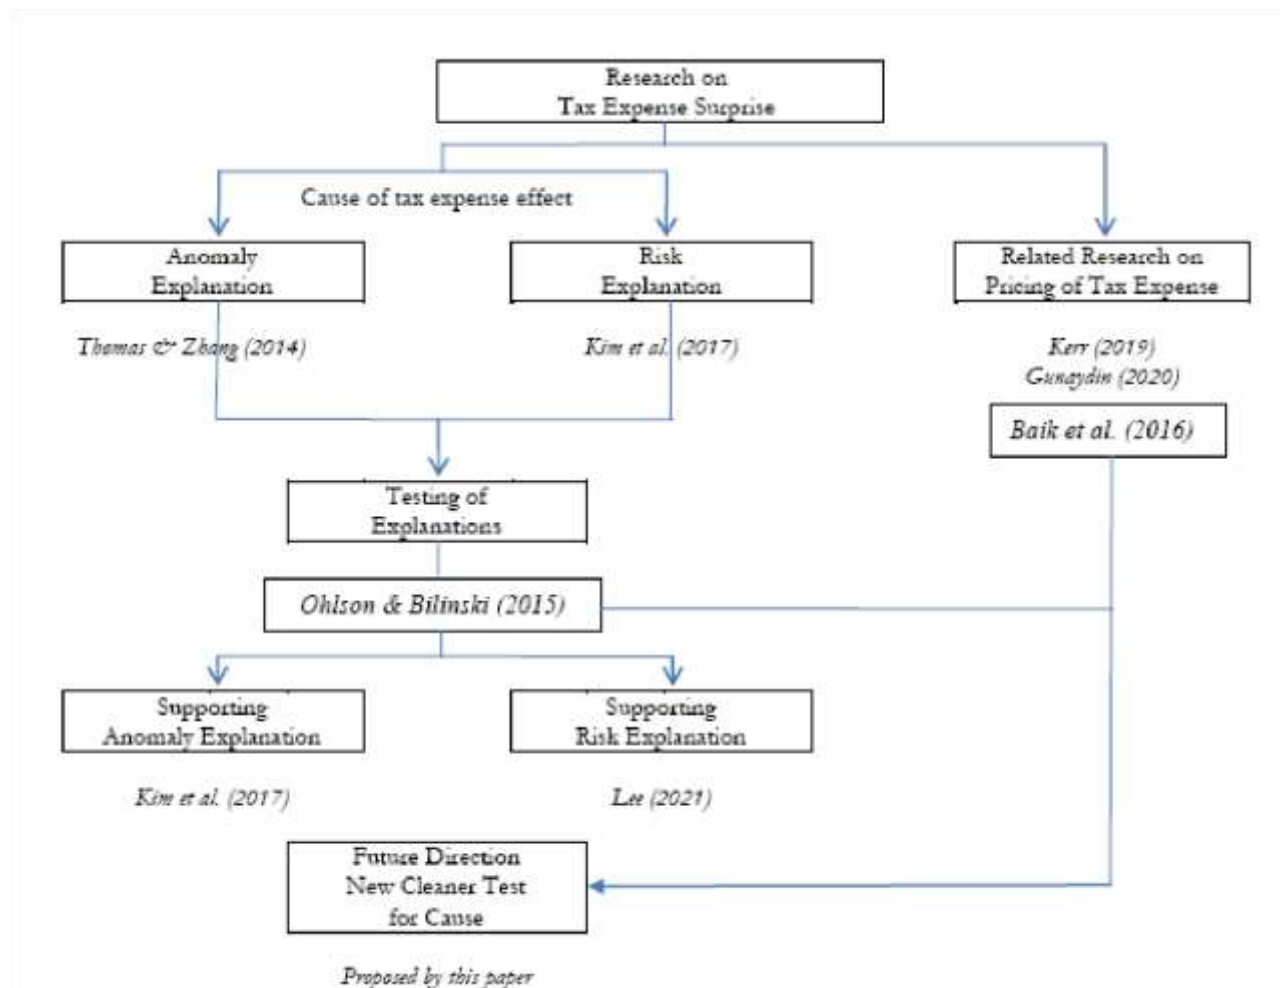 Research on
Tax Expense Surprise
Cause of tax expense effect
Anomaly
Explanation
Risk
Explanation
Related Research on
Pricing of Tax Expense
Thomas & Zhang (2014)
Kim et al. (2017)
Kerr (2019)
Gunaydin (2020)
Baik et al. (2016)
Testing of
Explanations
Ohlson & Bilinski (2015)
Supporting
Anomaly Explanation
Supporting
Risk Explanation
Kim et al. (2017)
Lee (2021)
Future Direction
New Cleaner Test
for Cause
Proposed by this paper